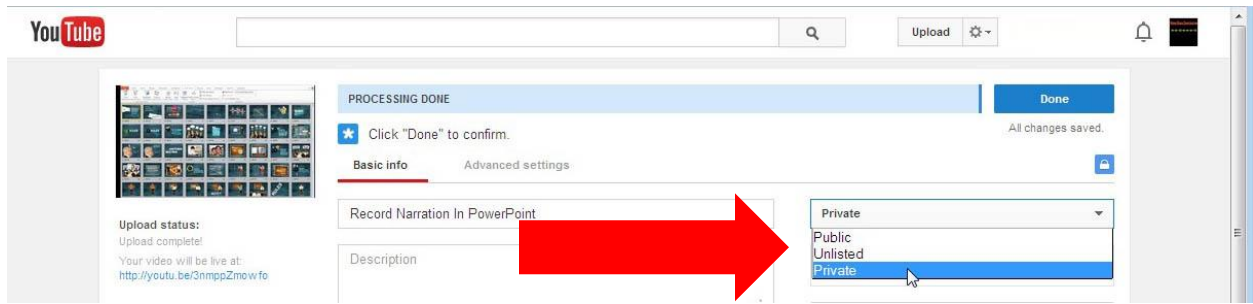 YouTube
Upload
PROCESSING DONE
Done
Click "Done" to confirm.
All changes saved.
Basic info
Advanced settings
Record Narration In PowerPoint
Private
Upload status:
Upload complete!
Your video will be live at:
http://youtu.be/3nmppZmowfo
Description
Public
Unlisted
Private